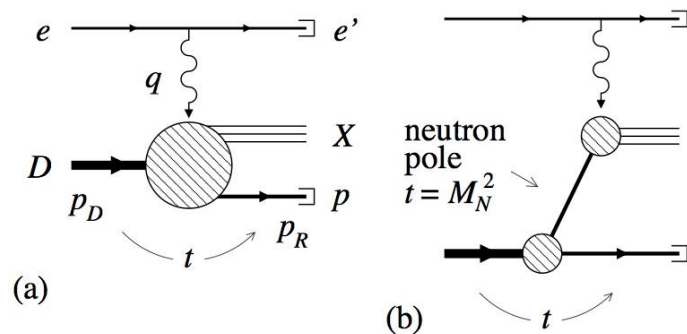 e
e'
q
X
D
p
p_D
p_R
t
(a)
neutron
pole
t = M_N^2
t
(b)